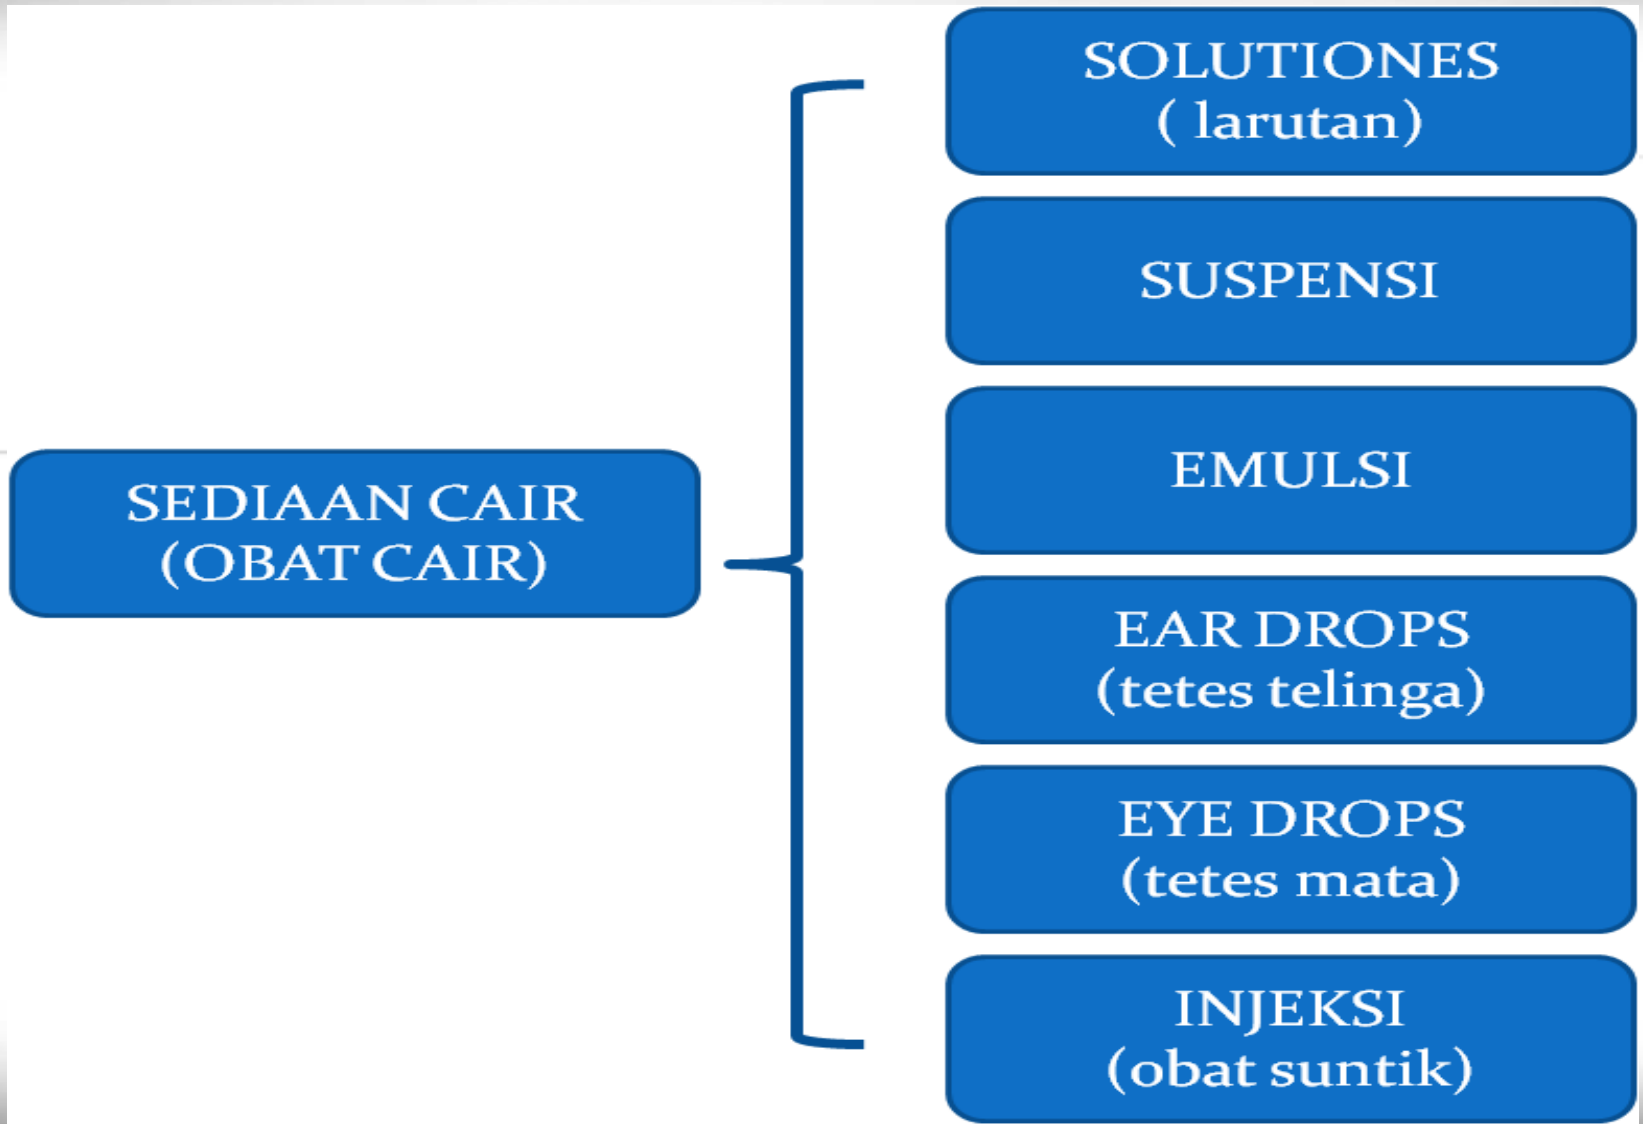 SEDIAAN CAIR
(OBAT CAIR)
SOLUTIONES
( larutan)
SUSPENSI
EMULSI
EAR DROPS
(tetes telinga)
EYE DROPS
(tetes mata)
INJEKSI
(obat suntik)